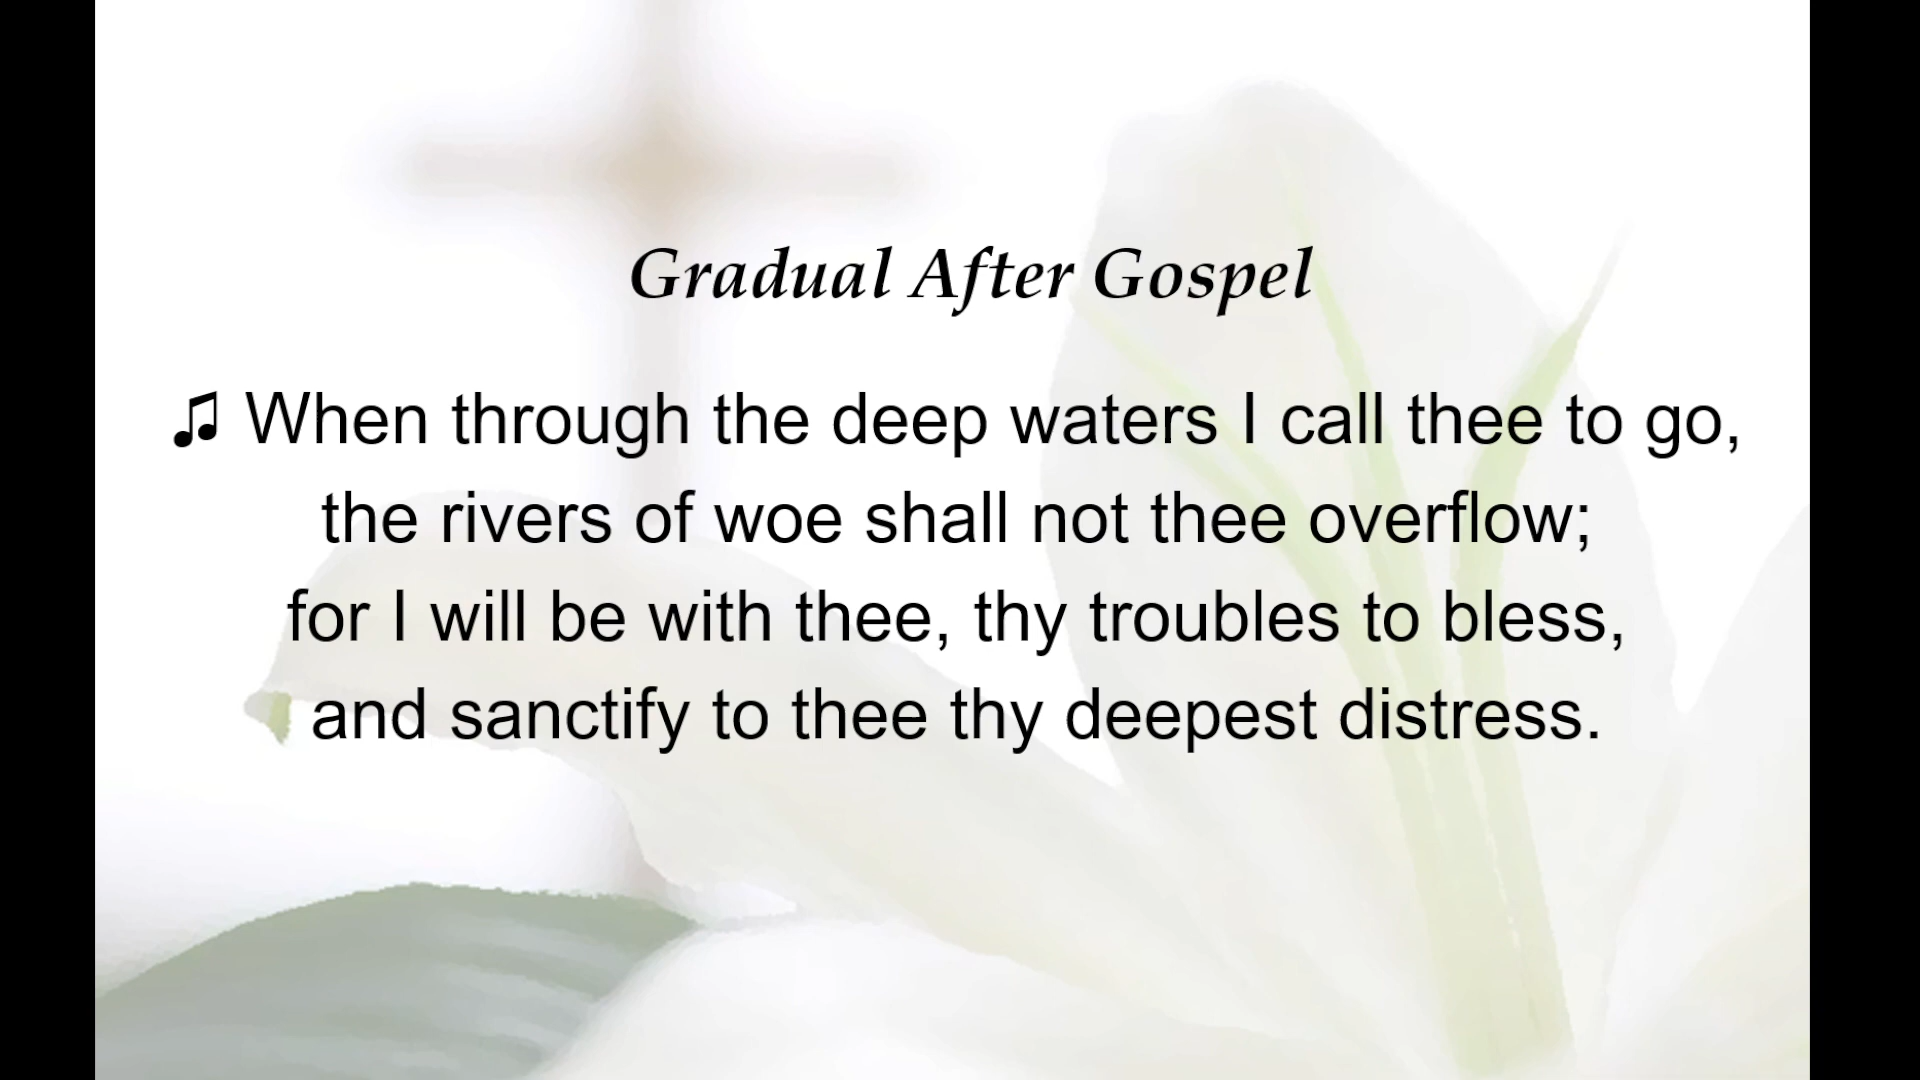 Gradual After Gospel
♫ When through the deep waters I call thee to go,
the rivers of woe shall not thee overflow;
for I will be with thee, thy troubles to bless,
and sanctify to thee thy deepest distress.